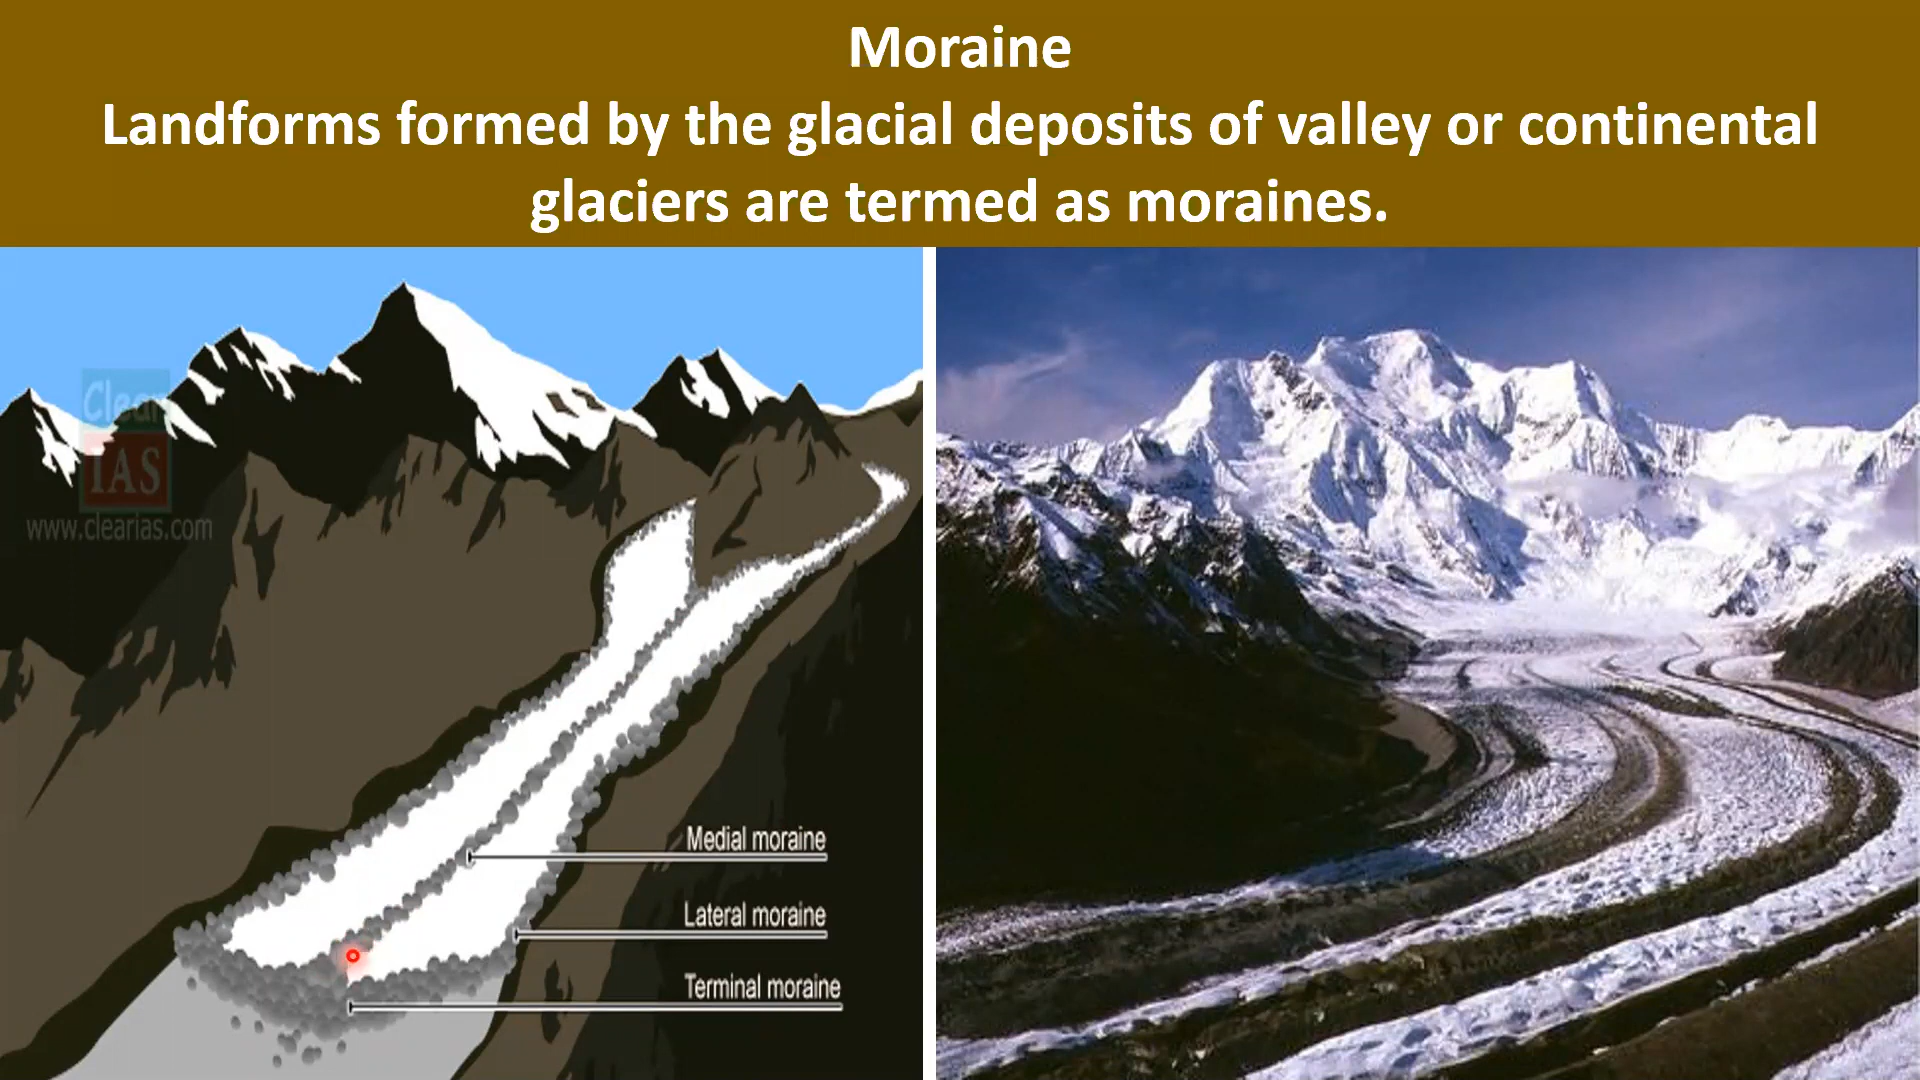 Moraine
Landforms formed by the glacial deposits of valley or continental
glaciers are termed as moraines.
Clear
IAS
www.clearias.com
Medial moraine
Lateral moraine
Terminal moraine